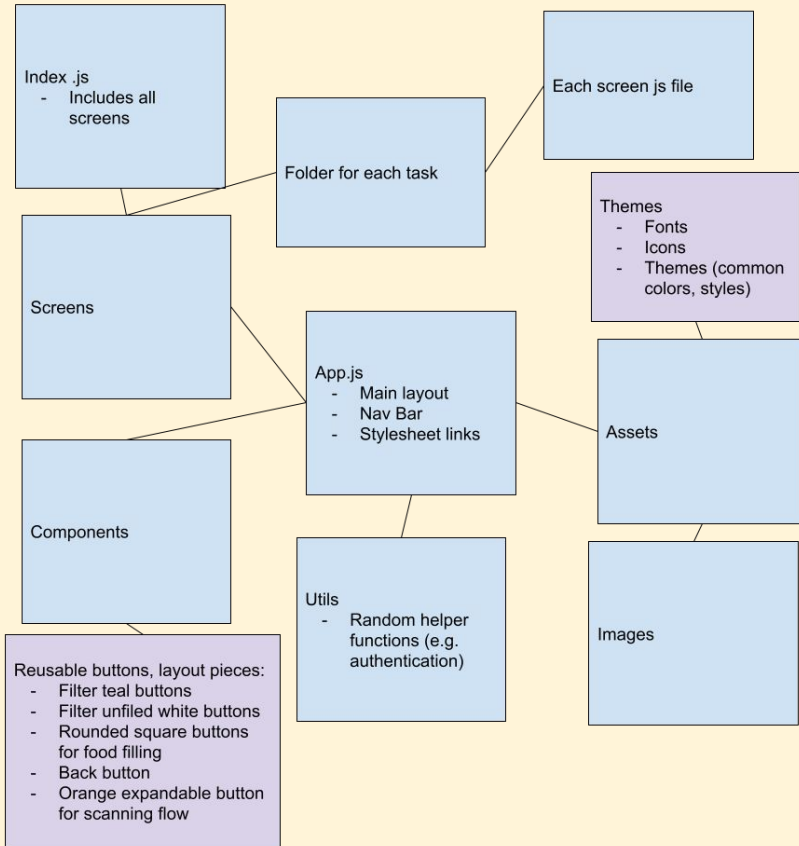 Index .js
- Includes all
screens
Each screen js file
Folder for each task
Themes
- Fonts
- Icons
- Themes (common
colors, styles)
Screens
App.js
- Main layout
- Nav Bar
- Stylesheet links
Assets
Components
Utils
- Random helper
functions (e.g.
authentication)
Images
Reusable buttons, layout pieces:
- Filter teal buttons
- Filter unfiled white buttons
- Rounded square buttons
for food filling
- Back button
- Orange expandable button
for scanning flow